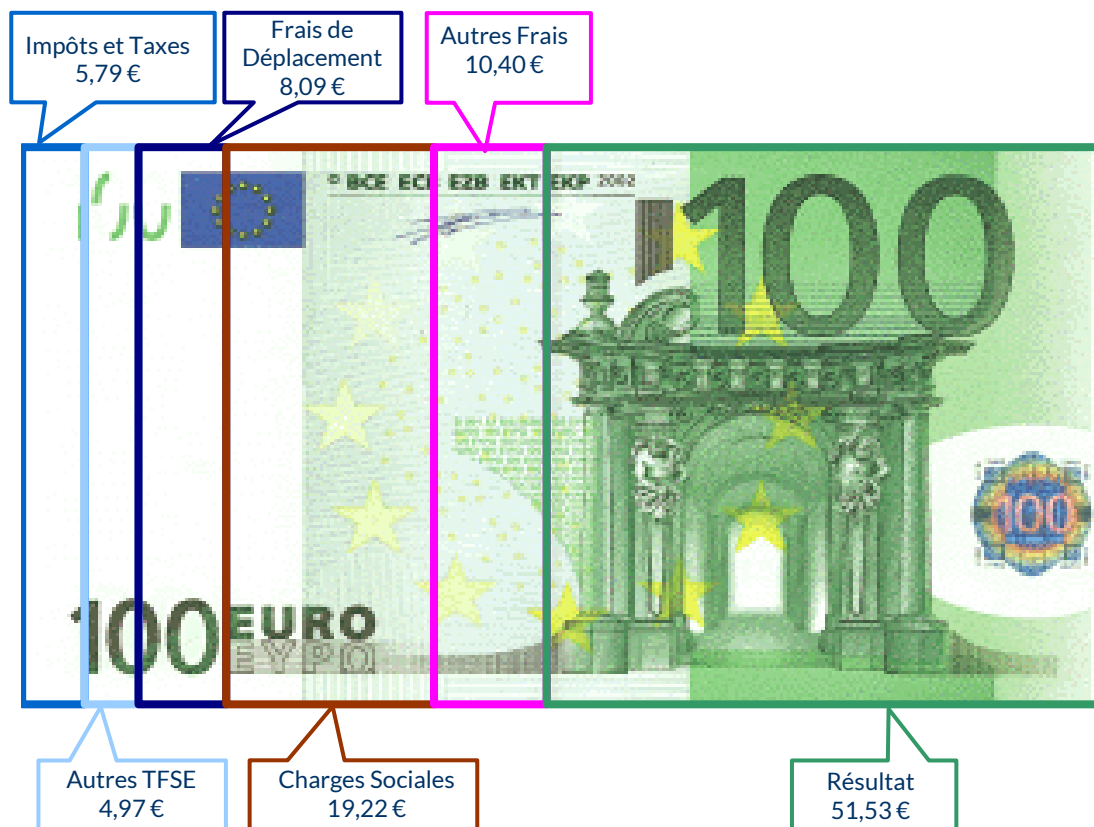 Impôts et Taxes
5,79 €
Frais de
Déplacement
8,09 €
Autres Frais
10,40 €
© BCE ECB EZB EKT EKP 2002
100
100
100 EURO
ΕΥΡΩ
Autres TFSE
4,97 €
Charges Sociales
19,22 €
Résultat
51,53 €